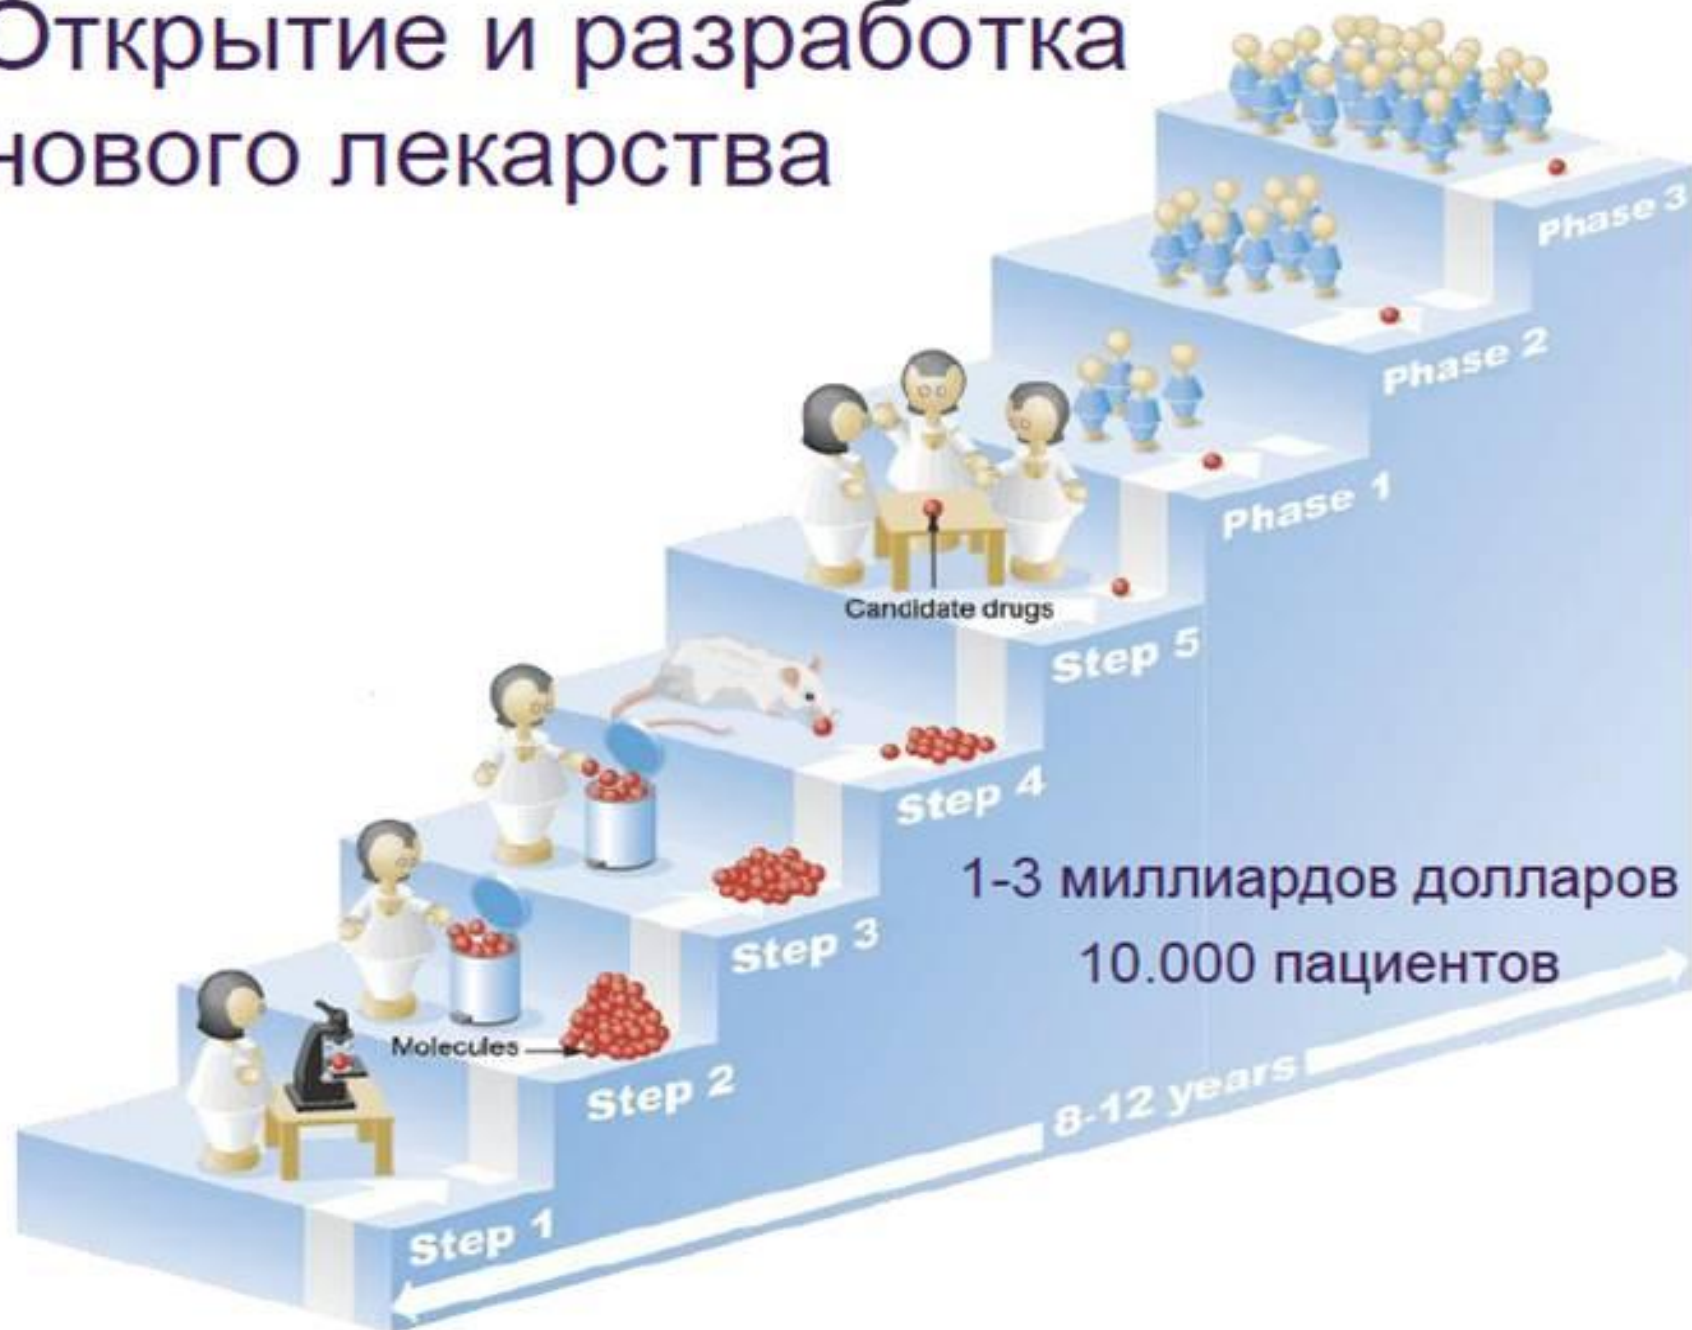 Открытие и разработка
нового лекарства
Phase 3
Phase 2
Phase 1
Candidate drugs
Step 5
Step 4
1-3 миллиардов долларов
Step 3
10.000 пациентов
Molecules
Step 2
8-12 years
Step 1